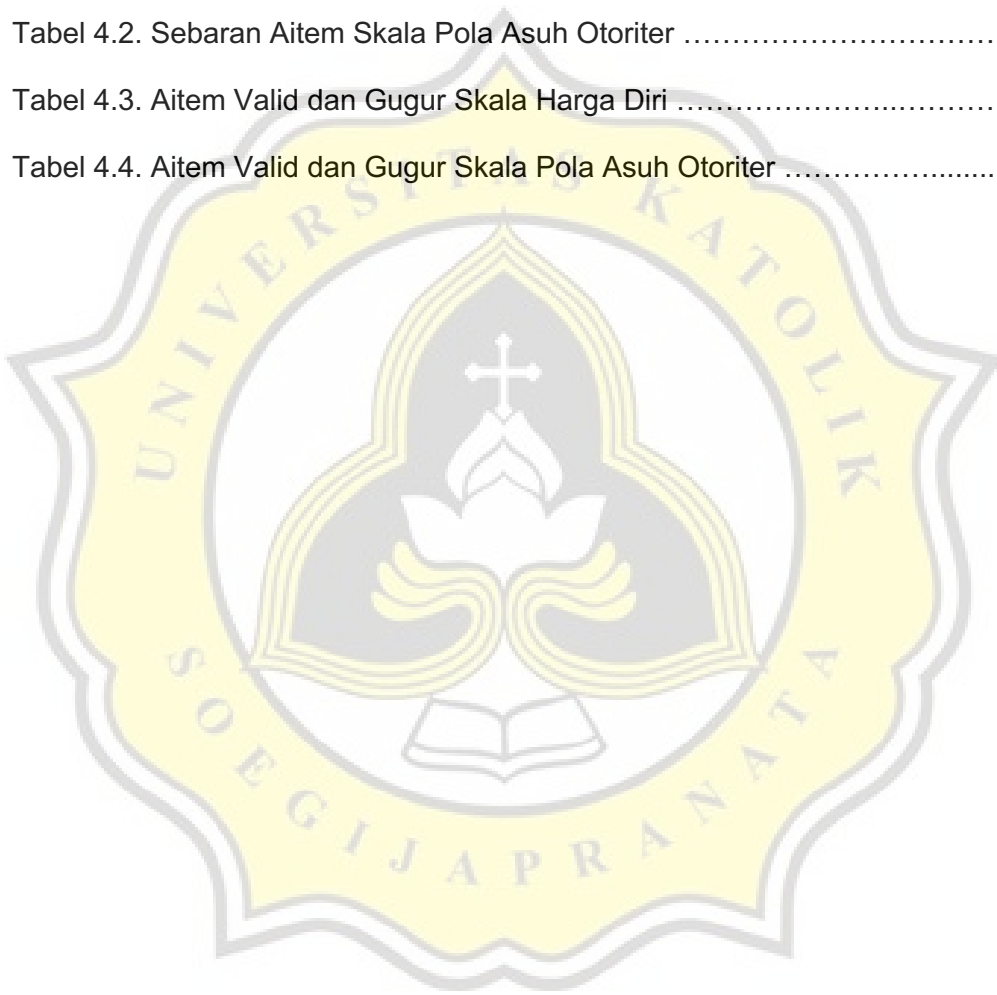 Tabel 4.2. Sebaran Aitem Skala Pola Asuh Otoriter ……………………………
Tabel 4.3. Aitem Valid dan Gugur Skala Harga Diri …………………..……….
Tabel 4.4. Aitem Valid dan Gugur Skala Pola Asuh Otoriter ……………........
UNIVERSITAS KATOLIK
SOEGIJAPRANATA